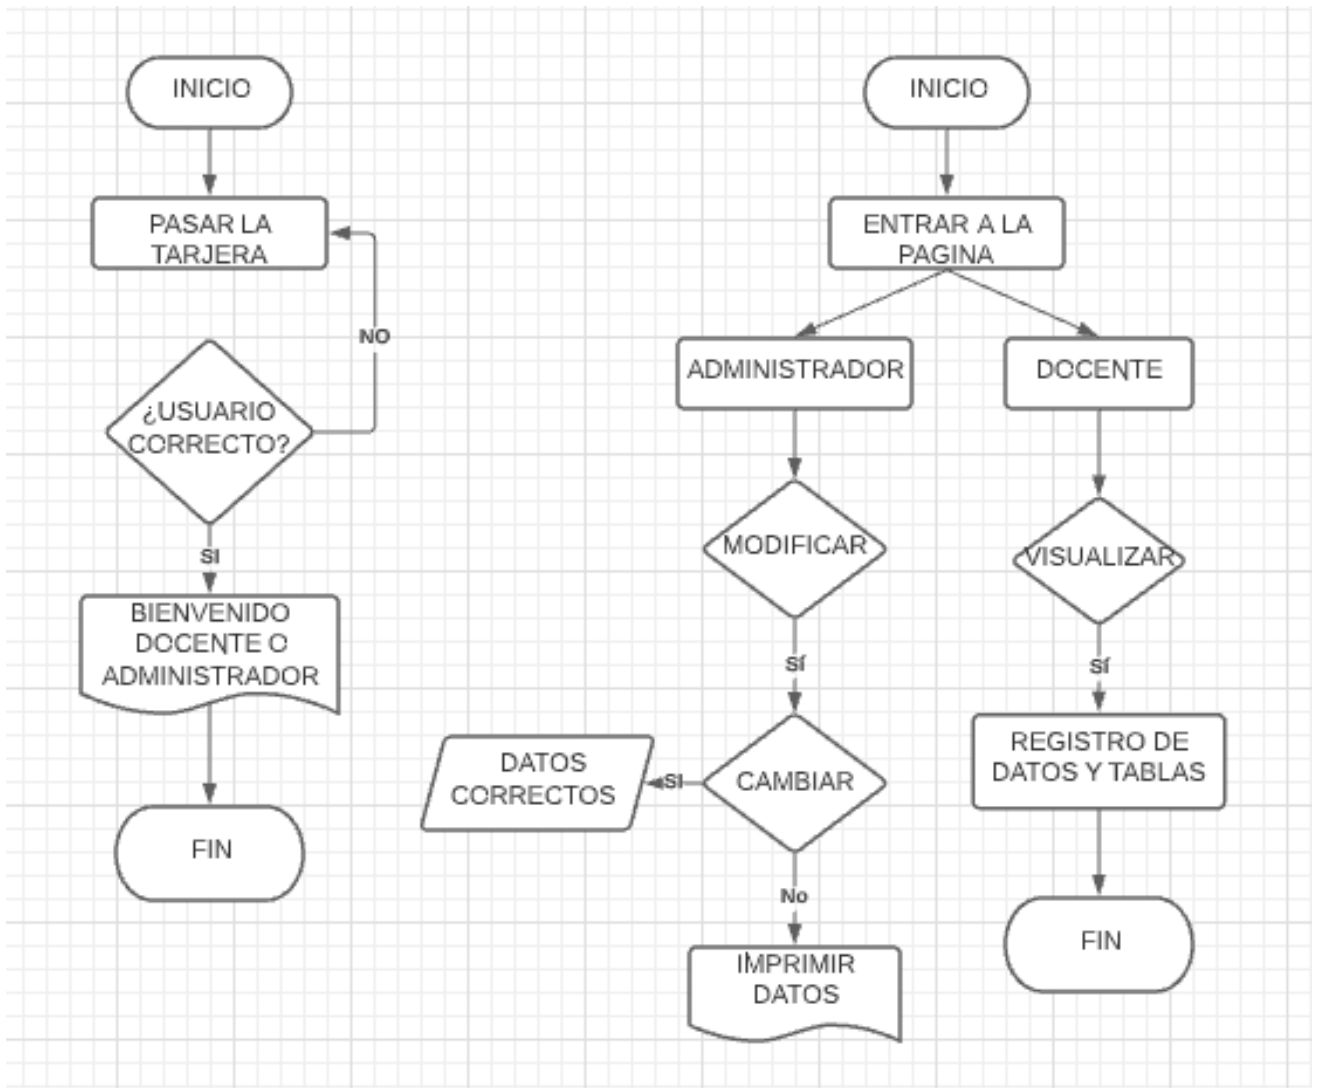 INICIO
PASAR LA
TARJERA
NO
¿USUARIO
CORRECTO?
SI
BIENVENIDO
DOCENTE O
ADMINISTRADOR
FIN
INICIO
ENTRAR A LA
PAGINA
ADMINISTRADOR
DOCENTE
MODIFICAR
VISUALIZAR
SÍ
SÍ
DATOS
CORRECTOS
SI
CAMBIAR
REGISTRO DE
DATOS Y TABLAS
No
IMPRIMIR
DATOS
FIN